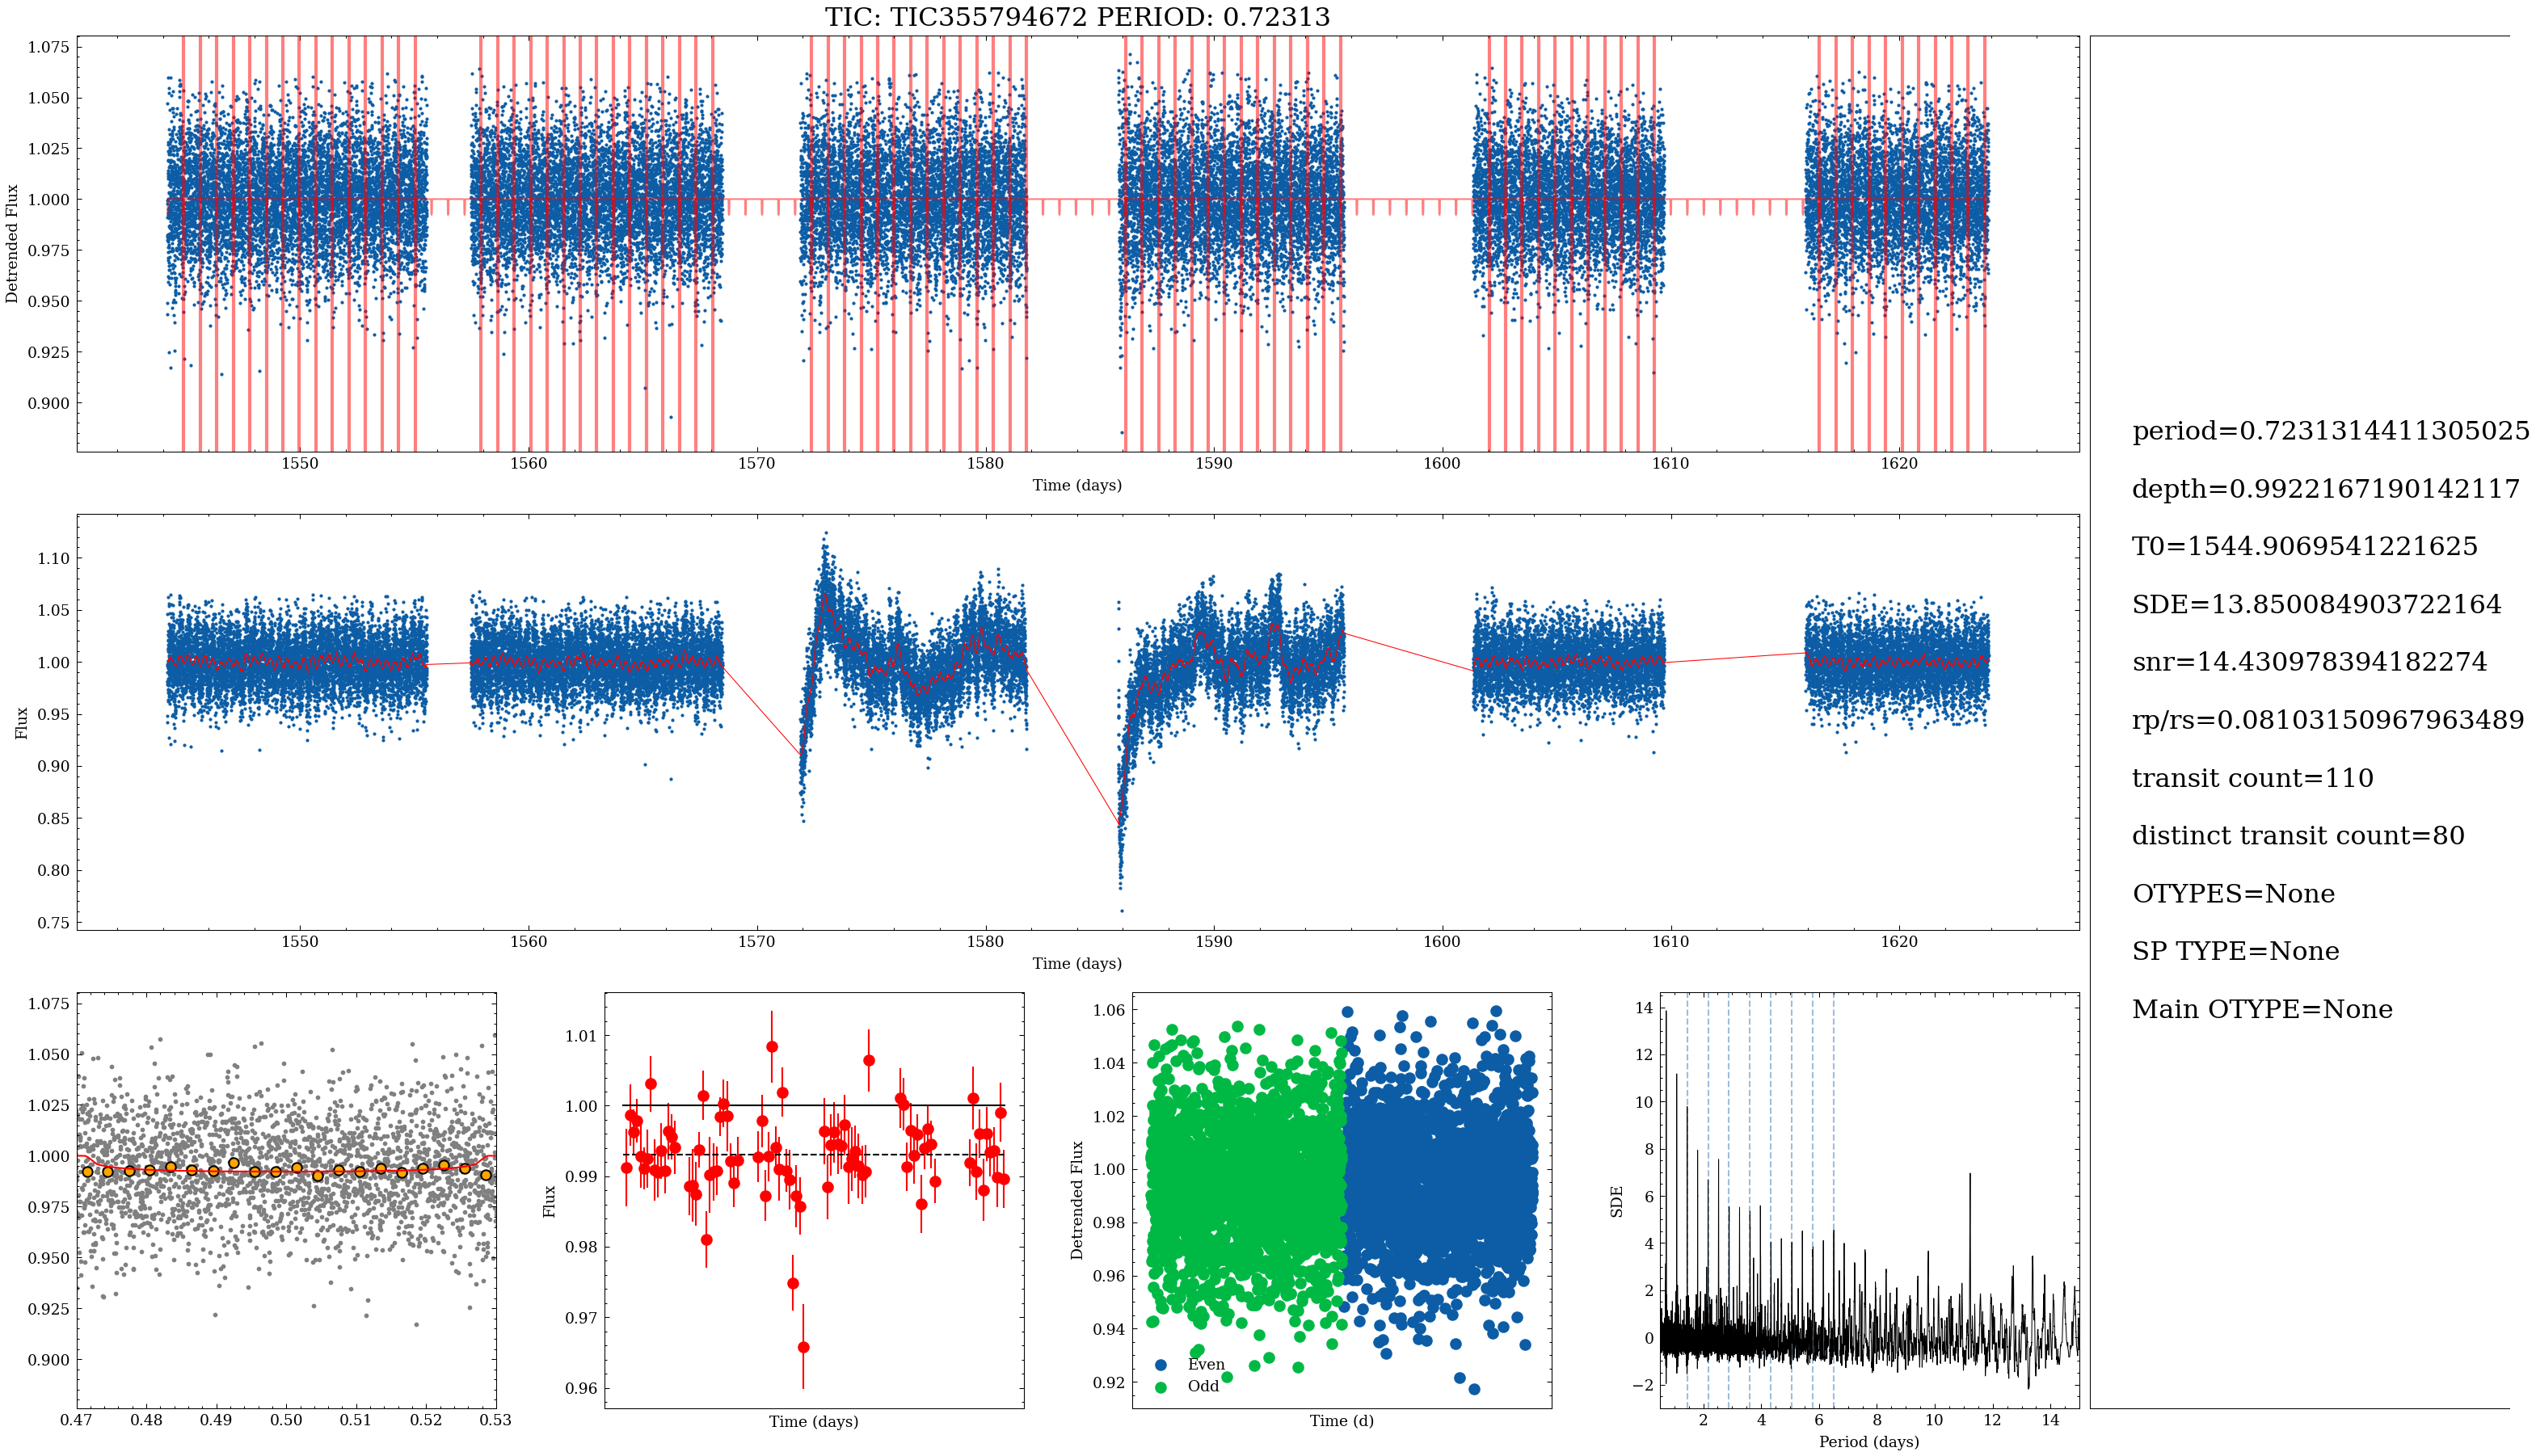 TIC: TIC355794672 PERIOD: 0.72313
1.075
1.050
1.025
1.000
0.975
0.950
0.925
0.900
Detrended Flux
1550 1560 1570 1580 1590 1600 1610 1620
Time (days)
1.10
1.05
1.00
0.95
0.90
0.85
0.80
0.75
Flux
1550 1560 1570 1580 1590 1600 1610 1620
Time (days)
1.075
1.050
1.025
1.000
0.975
0.950
0.925
0.900
0.47 0.48 0.49 0.50 0.51 0.52 0.53
1.01
1.00
0.99
0.98
0.97
0.96
Flux
Time (days)
1.06
1.04
1.02
1.00
0.98
0.96
0.94
0.92
Detrended Flux
Even
Odd
Time (d)
14
12
10
8
6
4
2
0
−2
SDE
2 4 6 8 10 12 14
Period (days)
period=0.7231314411305025
depth=0.9922167190142117
T0=1544.9069541221625
SDE=13.850084903722164
snr=14.430978394182274
rp/rs=0.08103150967963489
transit count=110
distinct transit count=80
OTYPES=None
SP TYPE=None
Main OTYPE=None